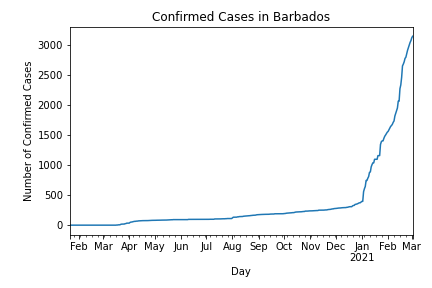 Confirmed Cases in Barbados
Number of Confirmed Cases
3000
2500
2000
1500
1000
500
0
Feb Mar Apr May Jun Jul Aug Sep Oct Nov Dec Jan Feb Mar
2021
Day